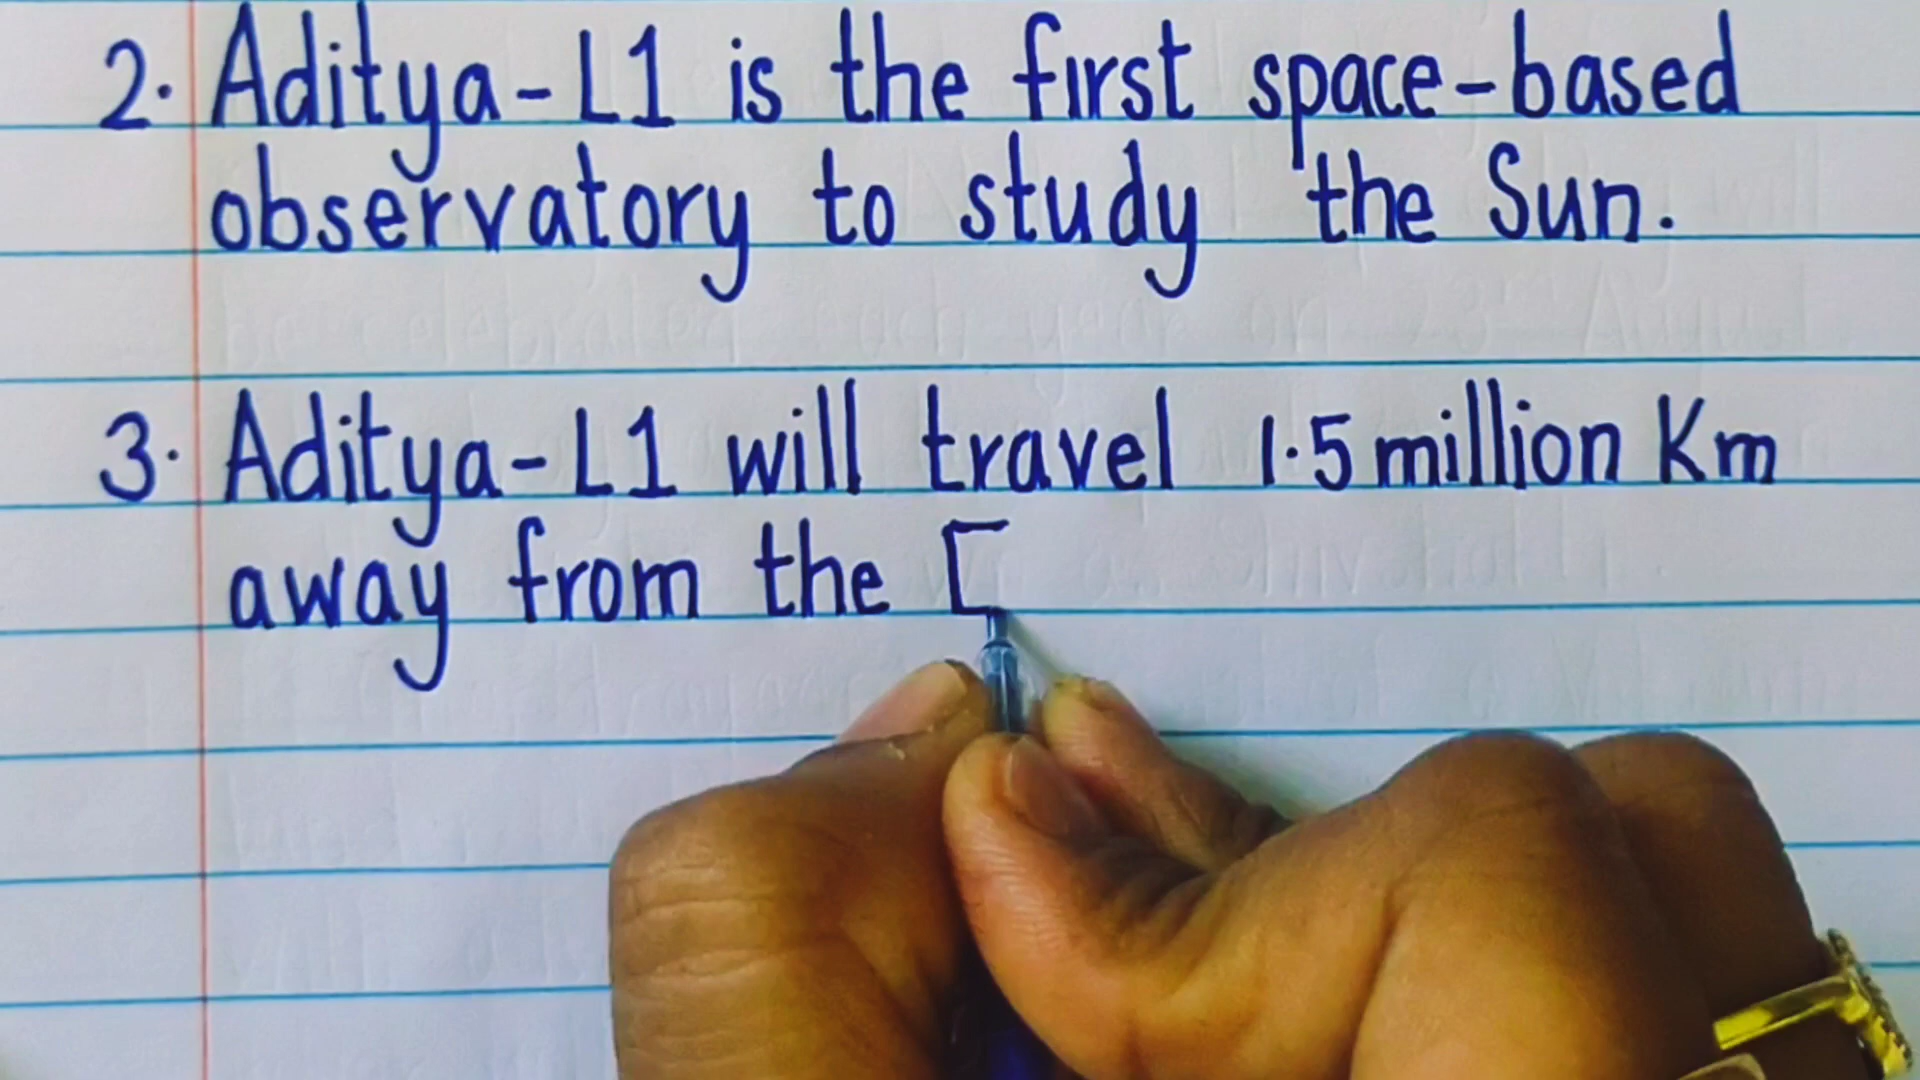 2. Aditya-L1 is the first space-based
observatory to study the Sun.
3. Aditya-L1 will travel 1.5 million Km
away from the